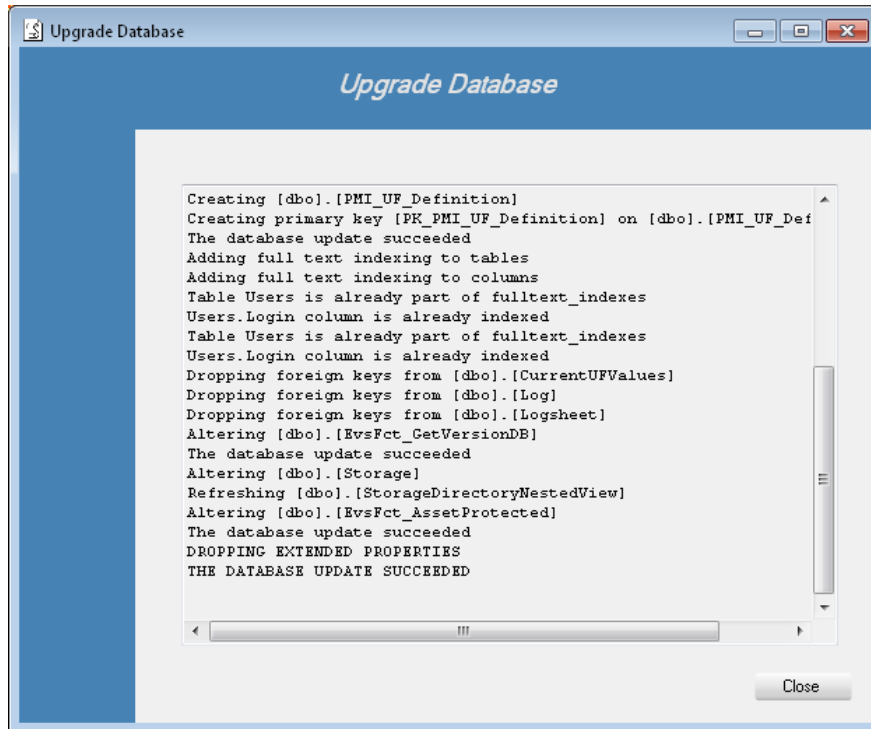 Upgrade Database
Upgrade Database
Creating [dbo].[PMI_UF_Definition]
Creating primary key [PK_PMI_UF_Definition] on [dbo].[PMI_UF_Def
The database update succeeded
Adding full text indexing to tables
Adding full text indexing to columns
Table Users is already part of fulltext_indexes
Users.Login column is already indexed
Table Users is already part of fulltext_indexes
Users.Login column is already indexed
Dropping foreign keys from [dbo].[CurrentUFValues]
Dropping foreign keys from [dbo].[Log]
Dropping foreign keys from [dbo].[Logsheet]
Altering [dbo].[EvsFct_GetVersionDB]
The database update succeeded
Altering [dbo].[Storage]
Refreshing [dbo].[StorageDirectoryNestedView]
Altering [dbo].[EvsFct_AssetProtected]
The database update succeeded
DROPPING EXTENDED PROPERTIES
THE DATABASE UPDATE SUCCEEDED
Close